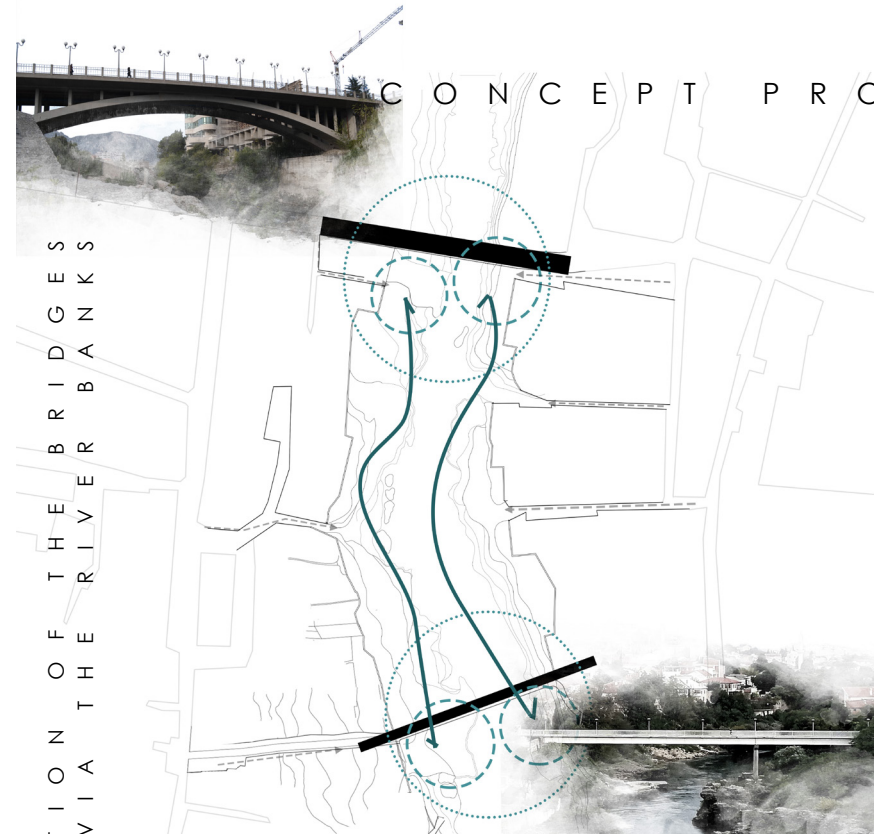 CONCEPT PRO
TION OF THE BRIDGES
VIA THE RIVER BANKS